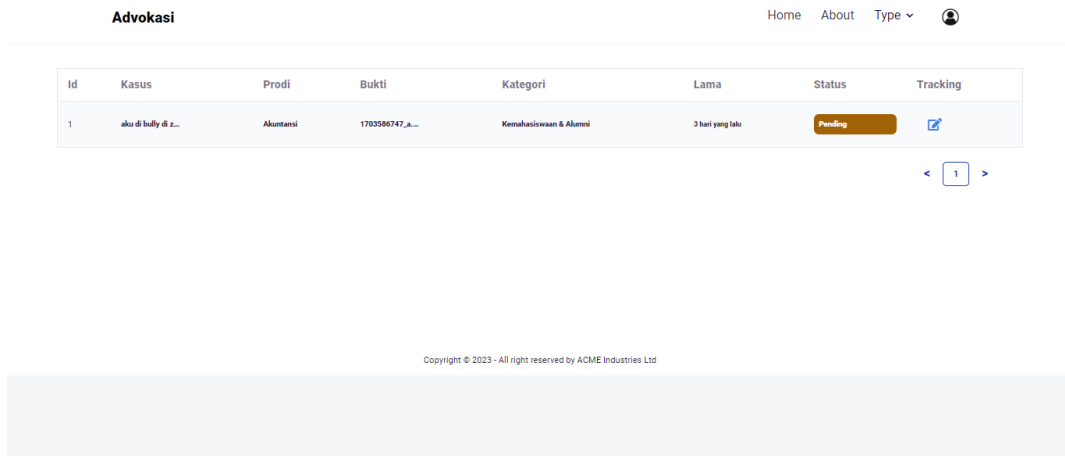 Advokasi Home About Type
Id Kasus Prodi Bukti Kategori Lama Status Tracking
1 aku di bully di z... Akuntansi 1703586747_a.... Kemahasiswaan & Alumni 3 hari yang lalu Pending
< 1 >
Copyright © 2023 - All right reserved by ACME Industries Ltd